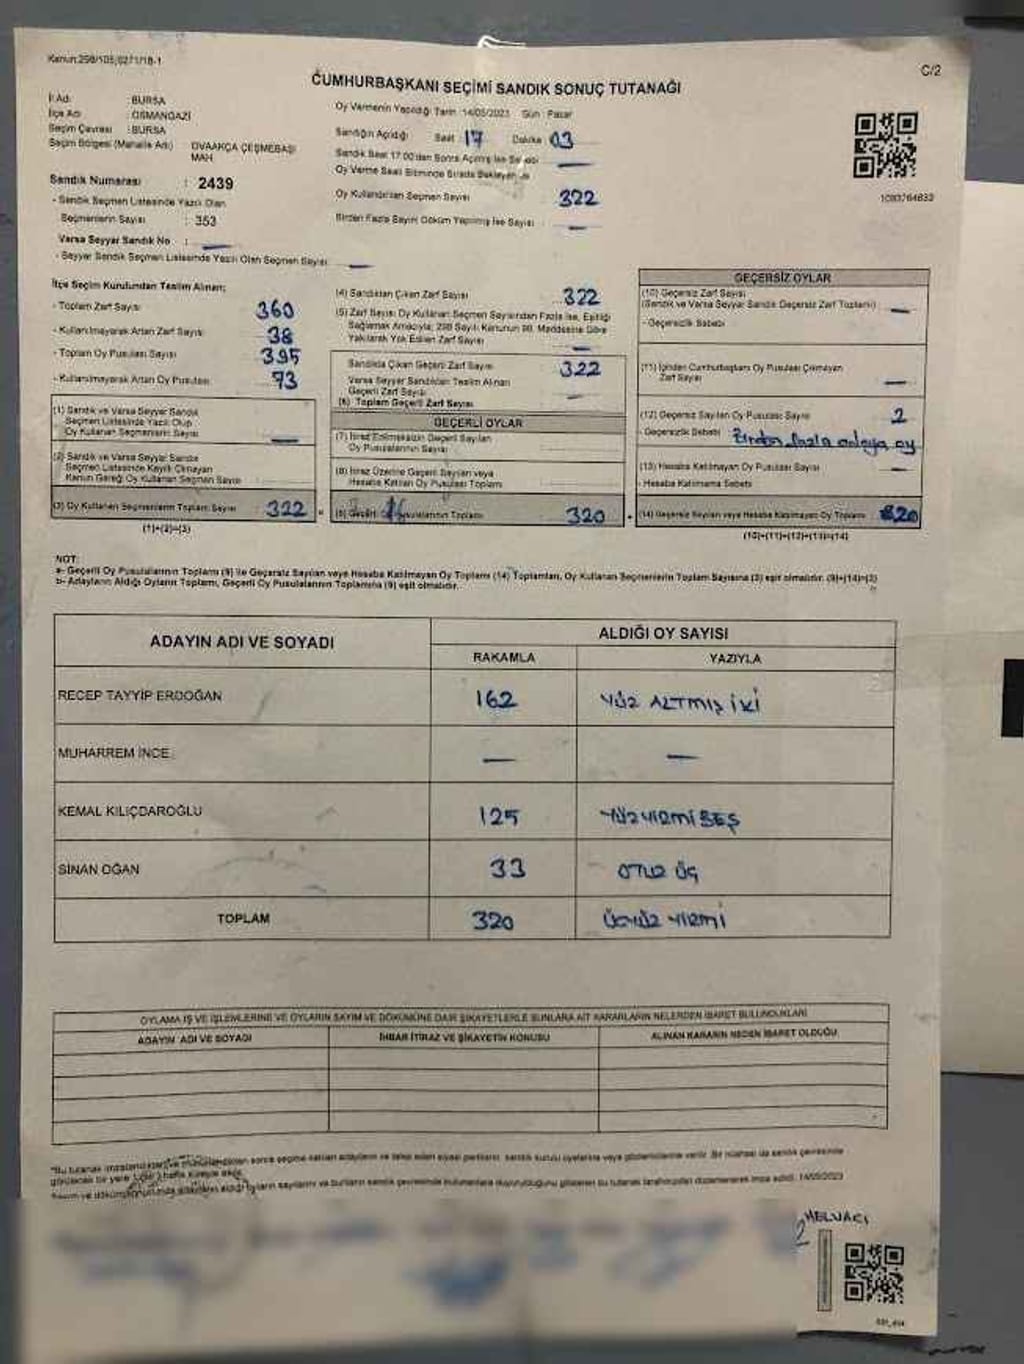 Kanun:298/105,6271/18-1
C/2
CUMHURBAŞKANI SEÇİMİ SANDIK SONUÇ TUTANAĞI
İl Adı : BURSA
İlçe Adı : OSMANGAZİ
Seçim Çevresi : BURSA
Seçim Bölgesi (Mahalle Adı) OVAAKÇA ÇEŞMEBAŞI MAH
Sandık Numarası : 2439
- Sandık Seçmen Listesinde Yazılı Olan
Seçmenlerin Sayısı : 353
Varsa Seyyar Sandık No :
- Seyyar Sandık Seçmen Listesinde Yazılı Olan Seçmen Sayısı
Oy Vermenin Yapıldığı Tarih 14/05/2023 Gün : Pazar
Sandığın Açıldığı Saat 17 Dakika 03
Sandık Saat 17:00'dan Sonra Açılmış İse Sebebi
Oy Verme Saati Bitiminde Sırada Bekleyen
Oy Kullandırılan Seçmen Sayısı 322
Birden Fazla Sayım Döküm Yapılmış İse Sayısı
1093764632
İlçe Seçim Kurulundan Teslim Alınan;
- Toplam Zarf Sayısı 360
- Kullanılmayarak Artan Zarf Sayısı 38
- Toplam Oy Pusulası Sayısı 395
- Kullanılmayarak Artan Oy Pusulası 73
(1) Sandık ve Varsa Seyyar Sandık
Seçmen Listesinde Yazılı Olup
Oy Kullanan Seçmenlerin Sayısı
(2) Sandık ve Varsa Seyyar Sandık
Seçmen Listesinde Kayıtlı Olmayan
Kanun Gereği Oy Kullanan Seçmen Sayısı
(3) Oy Kullanan Seçmenlerin Toplam Sayısı 322
(1)+(2)=(3)
(4) Sandıktan Çıkan Zarf Sayısı 322
(5) Zarf Sayısı Oy Kullanan Seçmen Sayısından Fazla İse, Eşitliği
Sağlamak Amacıyla; 298 Sayılı Kanunun 98. Maddesine Göre
Yakılarak Yok Edilen Zarf Sayısı
Sandıkta Çıkan Geçerli Zarf Sayısı 322
Varsa Seyyar Sandıktan Teslim Alınan
Geçerli Zarf Sayısı
(6) Toplam Geçerli Zarf Sayısı
GEÇERLİ OYLAR
(7) İtiraz Edilmeksizin Geçerli Sayılan
Oy Pusulalarının Sayısı
(8) İtiraz Üzerine Geçerli Sayılan veya
Hesaba Katılan Oy Pusulası Toplamı
Geçerli Oy Pusulalarının Toplamı 320
GEÇERSİZ OYLAR
(10) Geçersiz Zarf Sayısı
(Sandık ve Varsa Seyyar Sandık Geçersiz Zarf Toplamı)
- Geçersizlik Sebebi
(11) İçinden Cumhurbaşkanı Oy Pusulası Çıkmayan
Zarf Sayısı
(12) Geçersiz Sayılan Oy Pusulası Sayısı 2
- Geçersizlik Sebebi Birden fazla adaya oy
(13) Hesaba Katılmayan Oy Pusulası Sayısı
- Hesaba Katılmama Sebebi
(14) Geçersiz Sayılan veya Hesaba Katılmayan Oy Toplamı
(10)+(11)+(12)+(13)=(14)
NOT:
a- Geçerli Oy Pusulalarının Toplamı (9) ile Geçersiz Sayılan veya Hesaba Katılmayan Oy Toplamı (14) Toplamları, Oy Kullanan Seçmenlerin Toplam Sayısına (3) eşit olmalıdır. (9)+(14)=(3)
b- Adayların Aldığı Oyların Toplamı, Geçerli Oy Pusulalarının Toplamına (9) eşit olmalıdır.
ADAYIN ADI VE SOYADI ALDIĞI OY SAYISI
RAKAMLA YAZIYLA
RECEP TAYYİP ERDOĞAN 162 YÜZ ALTMIŞ İKİ
MUHARREM İNCE — —
KEMAL KILIÇDAROĞLU 125 YÜZ YİRMİ BEŞ
SİNAN OĞAN 33 OTUZ ÜÇ
TOPLAM 320 ÜÇYÜZ YİRMİ
OYLAMA İŞ VE İŞLEMLERİNE VE OYLARIN SAYIM VE DÖKÜMÜNE DAİR ŞİKAYETLERLE BUNLARA AİT KARARLARIN NELERDEN İBARET BULUNDUKLARI
ADAYIN ADI VE SOYADI İHBAR İTİRAZ VE ŞİKAYETİN KONUSU ALINAN KARARIN NEDEN İBARET OLDUĞU
HELVACI